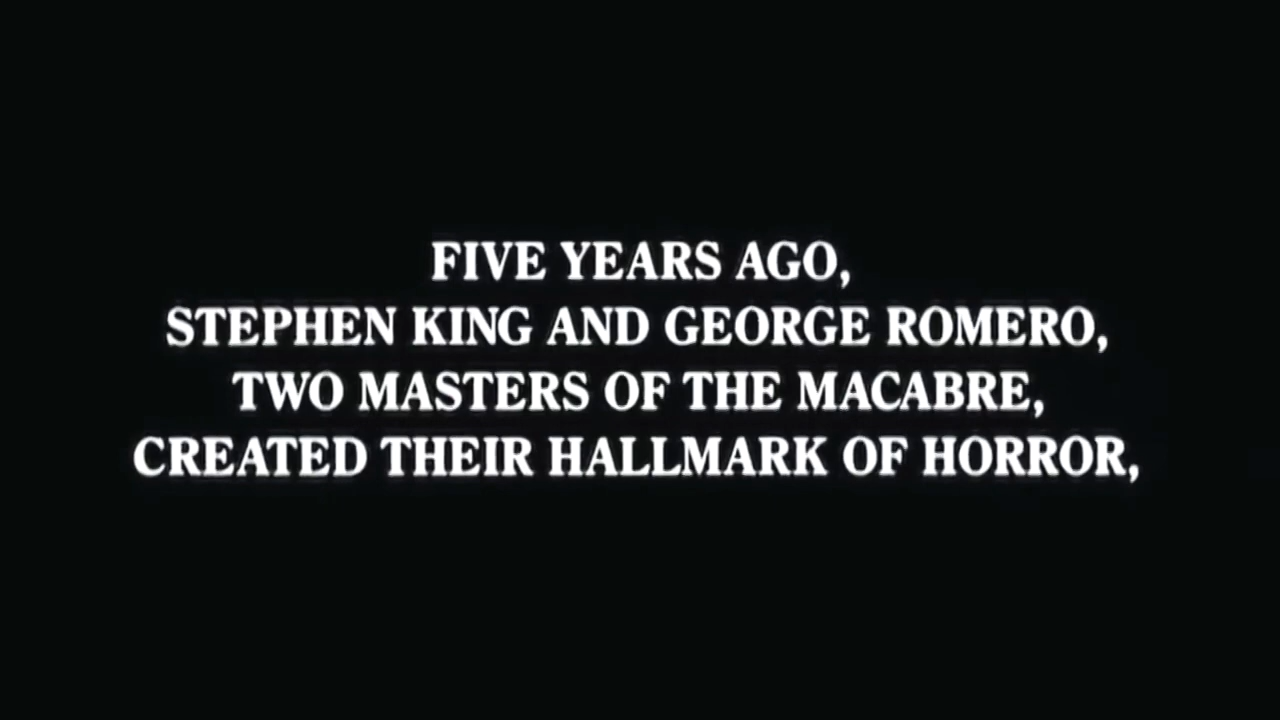 FIVE YEARS AGO,
STEPHEN KING AND GEORGE ROMERO,
TWO MASTERS OF THE MACABRE,
CREATED THEIR HALLMARK OF HORROR,